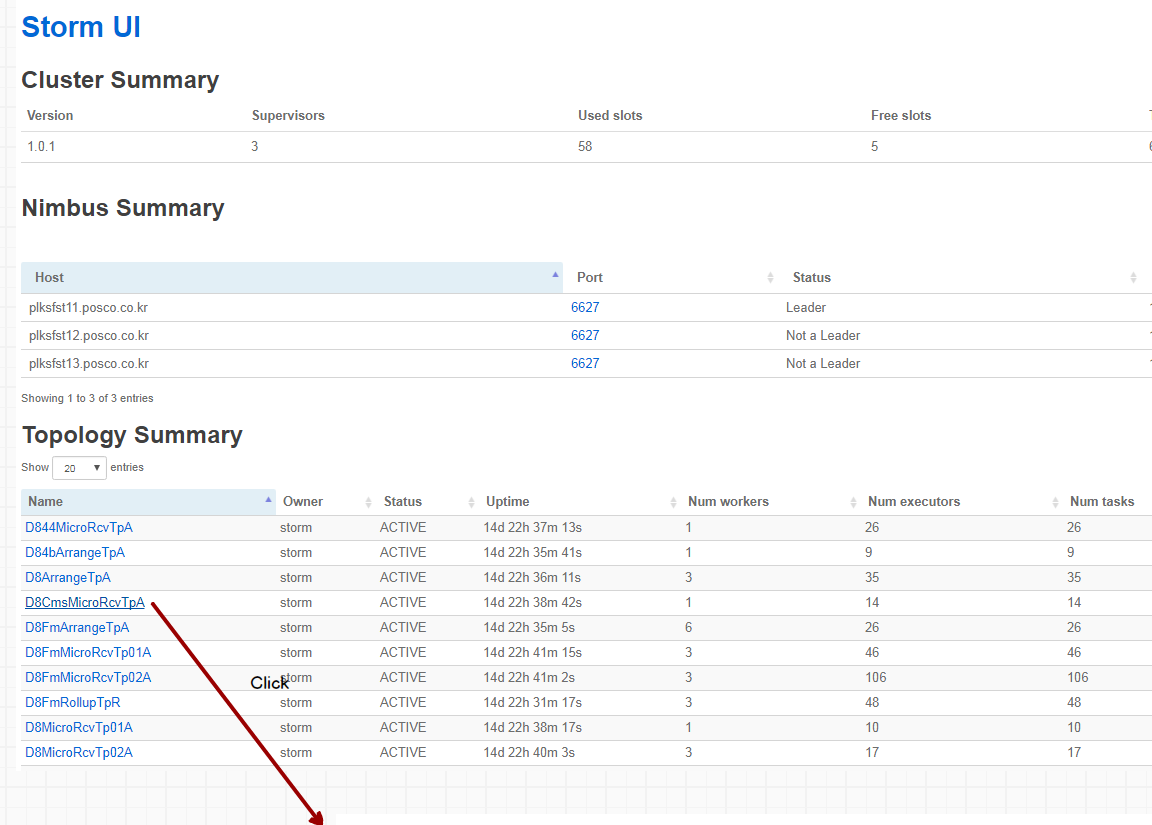 Storm UI
Cluster Summary
Version Supervisors Used slots Free slots
1.0.1 3 58 5
Nimbus Summary
Host Port Status
plksfst11.posco.co.kr 6627 Leader
plksfst12.posco.co.kr 6627 Not a Leader
plksfst13.posco.co.kr 6627 Not a Leader
Showing 1 to 3 of 3 entries
Topology Summary
Show 20 entries
Name Owner Status Uptime Num workers Num executors Num tasks
D844MicroRcvTpA storm ACTIVE 14d 22h 37m 13s 1 26 26
D84bArrangeTpA storm ACTIVE 14d 22h 35m 41s 1 9 9
D8ArrangeTpA storm ACTIVE 14d 22h 36m 11s 3 35 35
D8CmsMicroRcvTpA storm ACTIVE 14d 22h 38m 42s 1 14 14
D8FmArrangeTpA storm ACTIVE 14d 22h 35m 5s 6 26 26
D8FmMicroRcvTp01A storm ACTIVE 14d 22h 41m 15s 3 46 46
D8FmMicroRcvTp02A storm ACTIVE 14d 22h 41m 2s 3 106 106
Click
D8FmRollupTpR storm ACTIVE 14d 22h 31m 17s 3 48 48
D8MicroRcvTp01A storm ACTIVE 14d 22h 38m 17s 1 10 10
D8MicroRcvTp02A storm ACTIVE 14d 22h 40m 3s 3 17 17